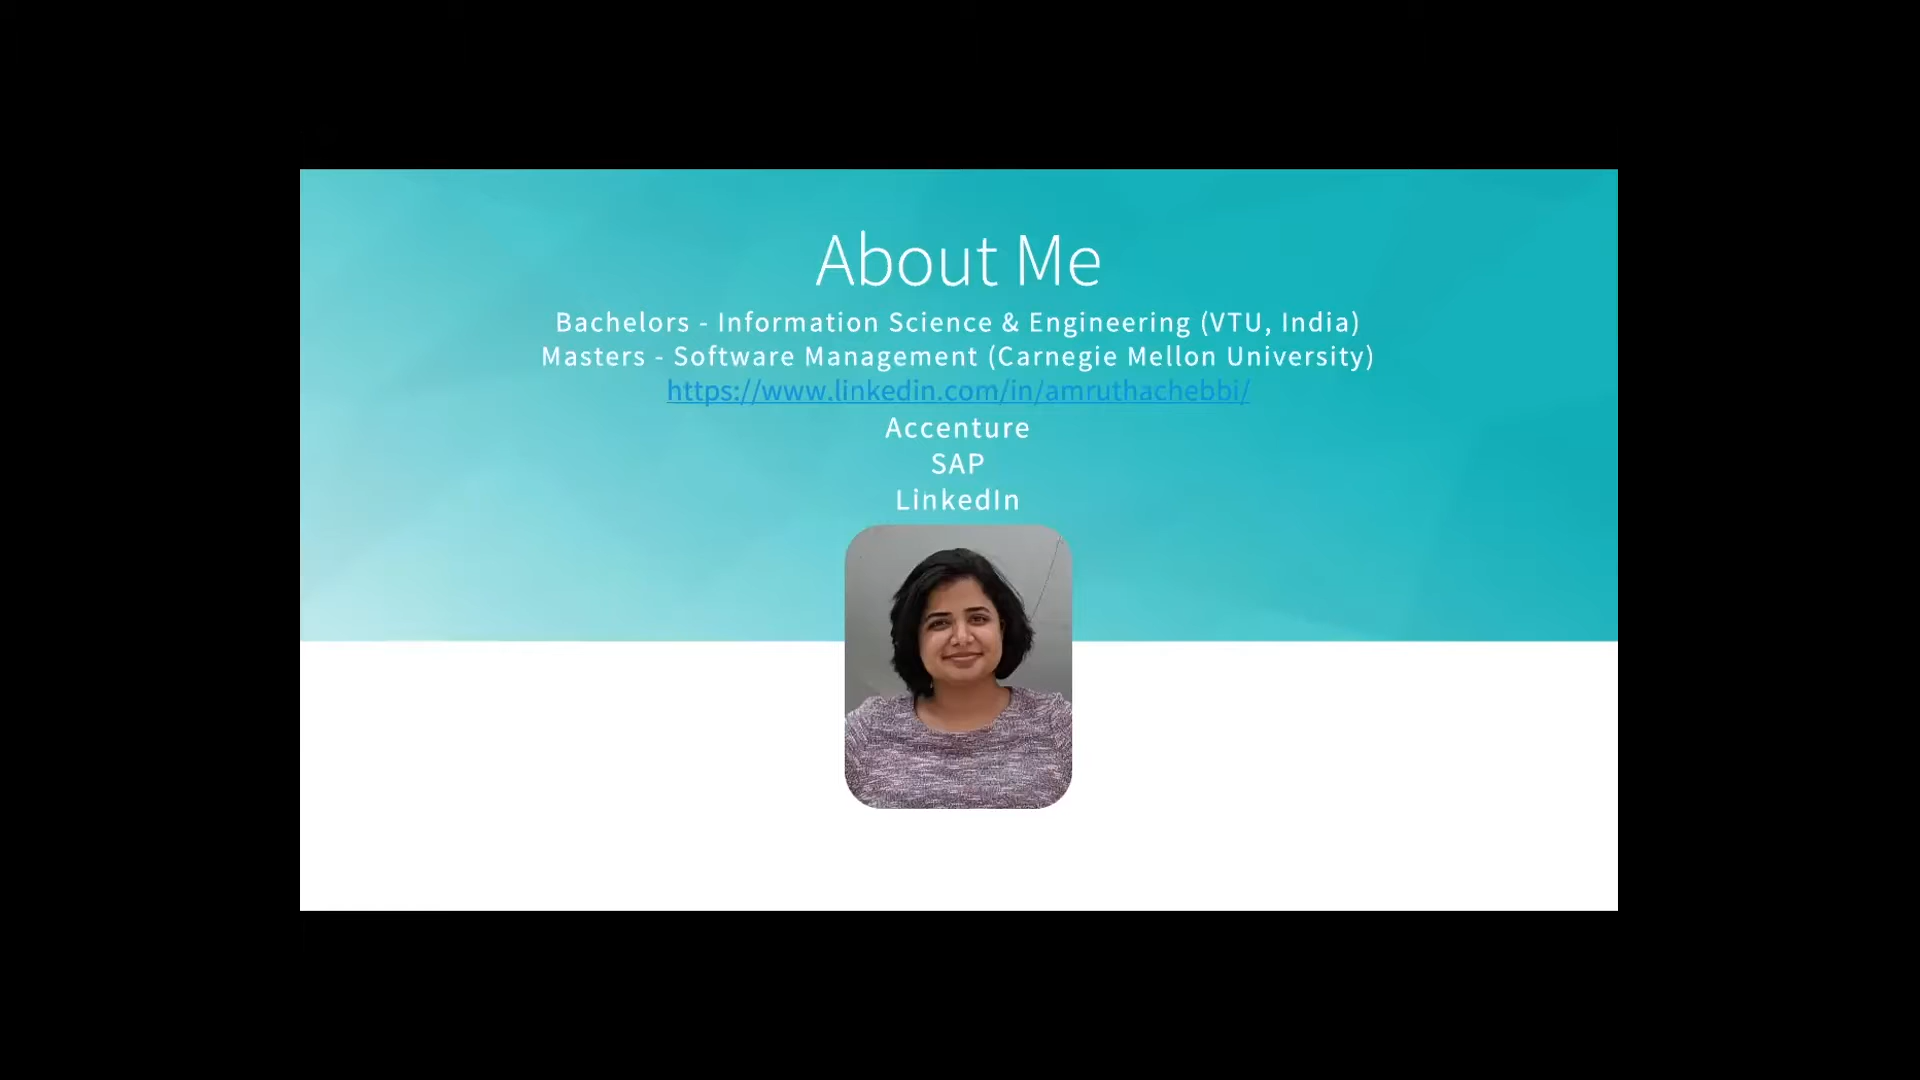 About Me
Bachelors - Information Science & Engineering (VTU, India)
Masters - Software Management (Carnegie Mellon University)
https://www.linkedin.com/in/amruthachebbi/
Accenture
SAP
LinkedIn